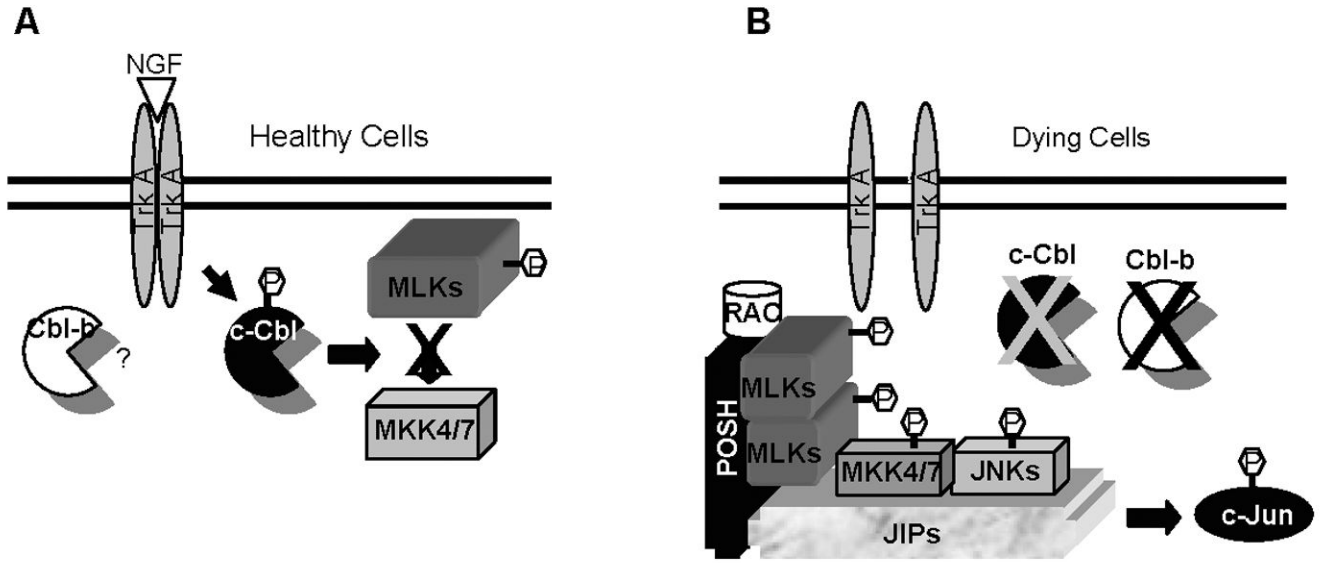 A
NGF
Healthy Cells
Trk A
Trk A
MLKs
P
P
Cbl-b
?
c-Cbl
MKK4/7
B
Dying Cells
Trk A
Trk A
c-Cbl
Cbl-b
RAC
P
MLKs
P
POSH
MLKs
P
P
MKK4/7
JNKs
JIPs
P
c-Jun